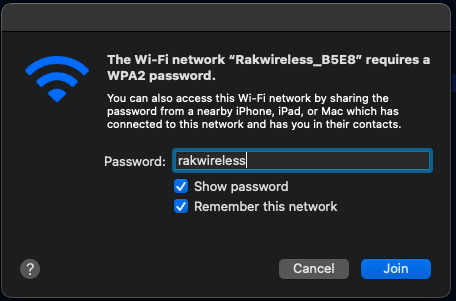 The Wi-Fi network “Rakwireless_B5E8” requires a
WPA2 password.
You can also access this Wi-Fi network by sharing the
password from a nearby iPhone, iPad, or Mac which has
connected to this network and has you in their contacts.
Password: rakwireless
Show password
Remember this network
? Cancel Join